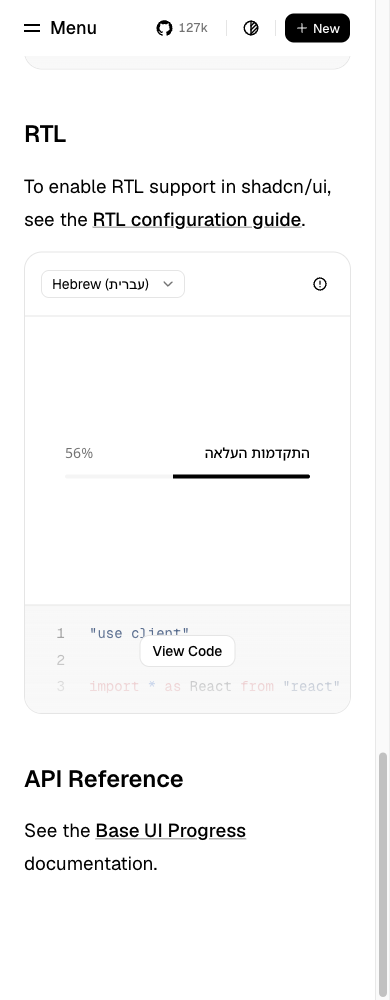 Menu
127k
New
RTL
To enable RTL support in shadcn/ui,
see the RTL configuration guide.
Hebrew (עברית)
התקדמות העלאה
56%
1 "use client"
2
View Code
3 import * as React from "react"
API Reference
See the Base UI Progress
documentation.